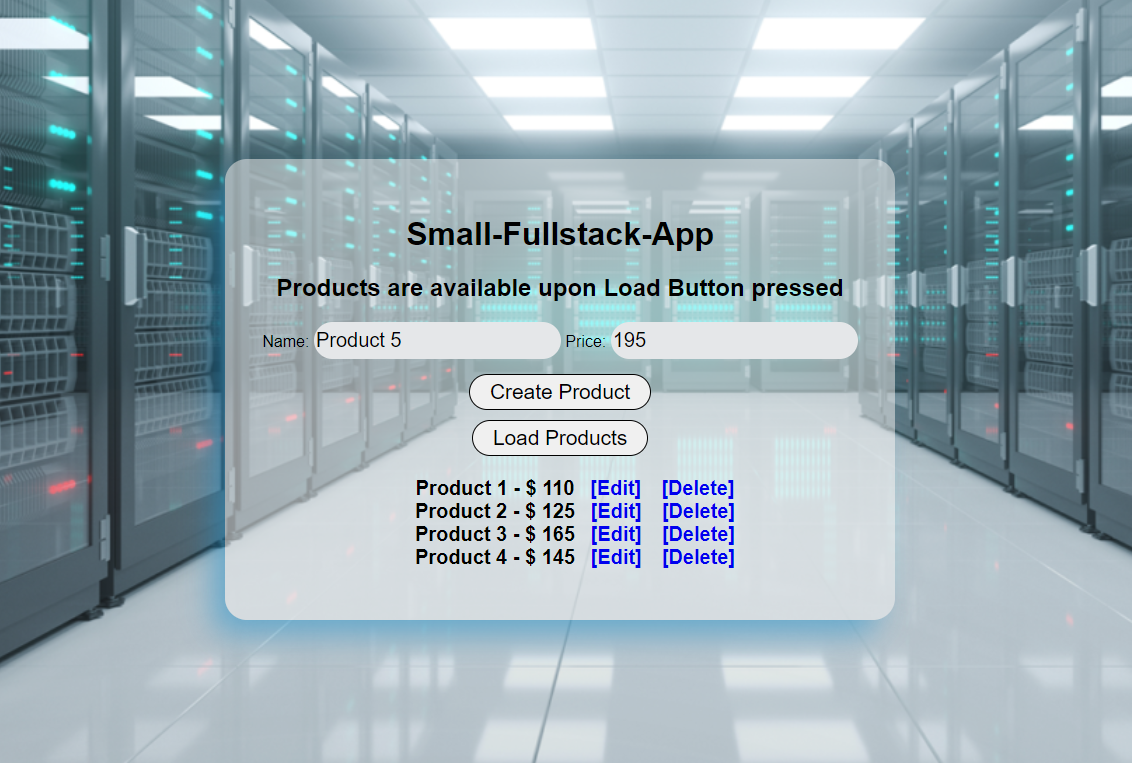 Small-Fullstack-App
Products are available upon Load Button pressed
Name: Product 5 Price: 195
Create Product
Load Products
Product 1 - $ 110 [Edit] [Delete]
Product 2 - $ 125 [Edit] [Delete]
Product 3 - $ 165 [Edit] [Delete]
Product 4 - $ 145 [Edit] [Delete]